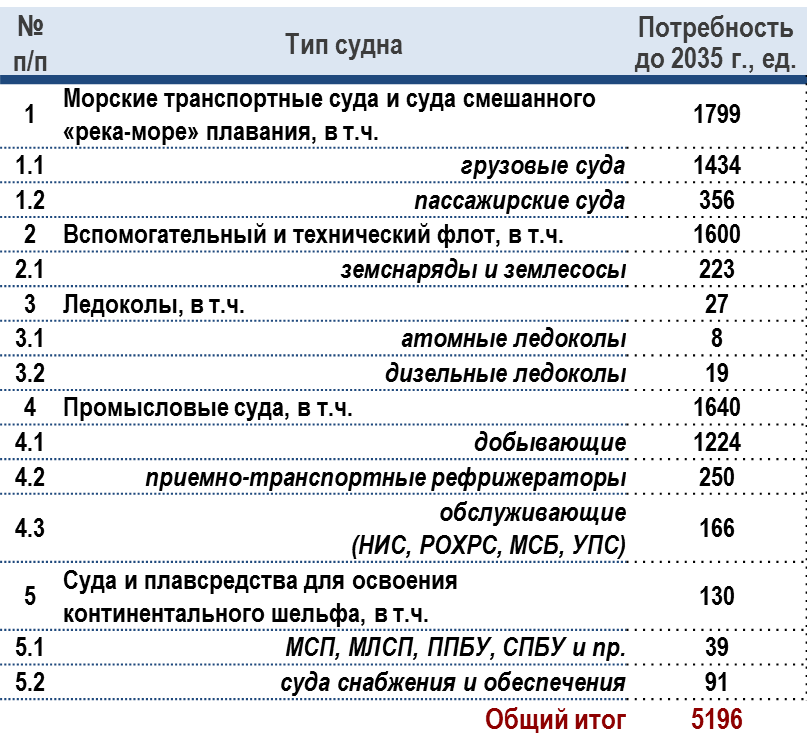 № п/п Тип судна Потребность до 2035 г., ед.
1 Морские транспортные суда и суда смешанного
«река-море» плавания, в т.ч. 1799
1.1 грузовые суда 1434
1.2 пассажирские суда 356
2 Вспомогательный и технический флот, в т.ч. 1600
2.1 земснаряды и землесосы 223
3 Ледоколы, в т.ч. 27
3.1 атомные ледоколы 8
3.2 дизельные ледоколы 19
4 Промысловые суда, в т.ч. 1640
4.1 добывающие 1224
4.2 приемно-транспортные рефрижераторы 250
4.3 обслуживающие
(НИС, РОХРС, МСБ, УПС) 166
5 Суда и плавсредства для освоения
континентального шельфа, в т.ч. 130
5.1 МСП, МЛСП, ППБУ, СПБУ и пр. 39
5.2 суда снабжения и обеспечения 91
Общий итог 5196